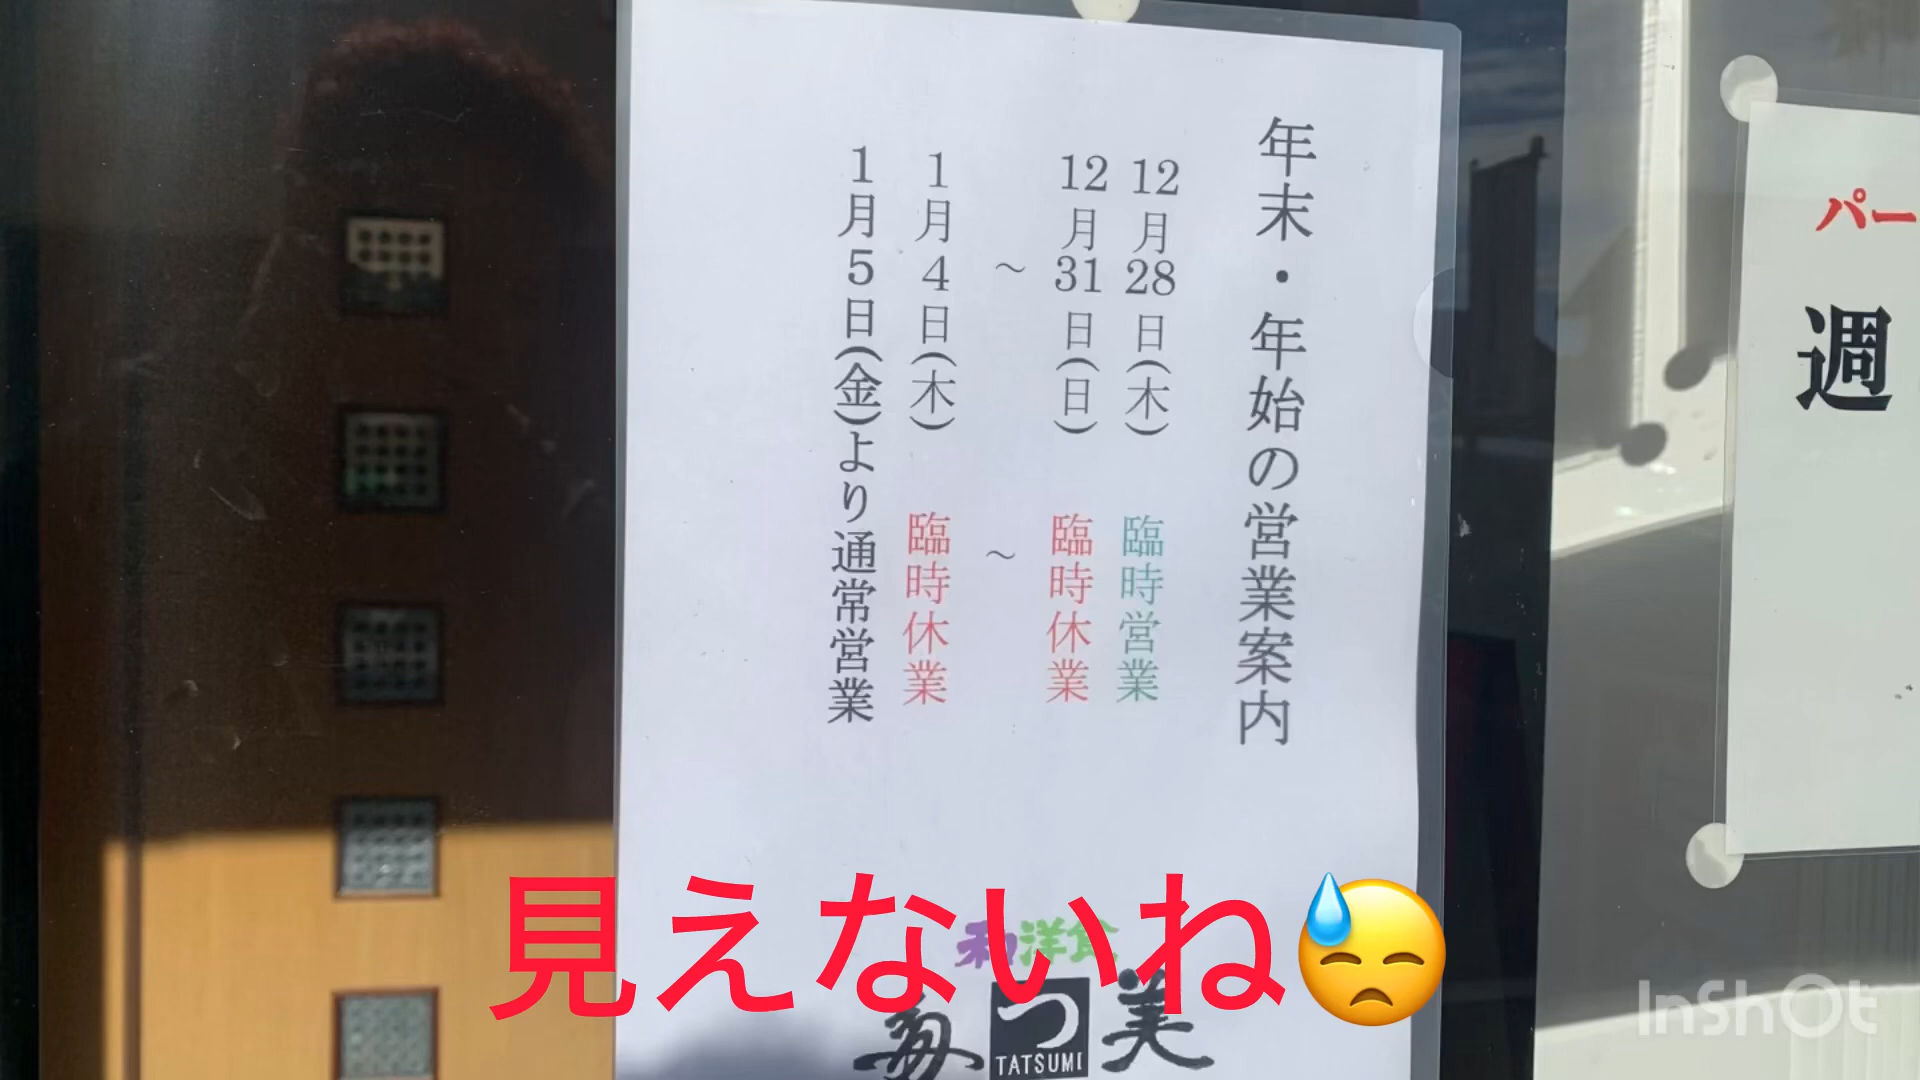 年末・年始の営業案内
12月28日(木) 臨時営業
12月31日(日) 臨時休業
～ ～
1月4日(木) 臨時休業
1月5日(金)より通常営業
和洋食
つ美
TATSUMI
パー
週
見えないね😓
InShOt